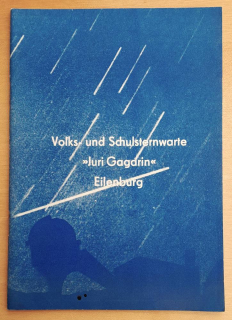 Volks- und Schulsternwarte
»Juri Gagarin«
Eilenburg